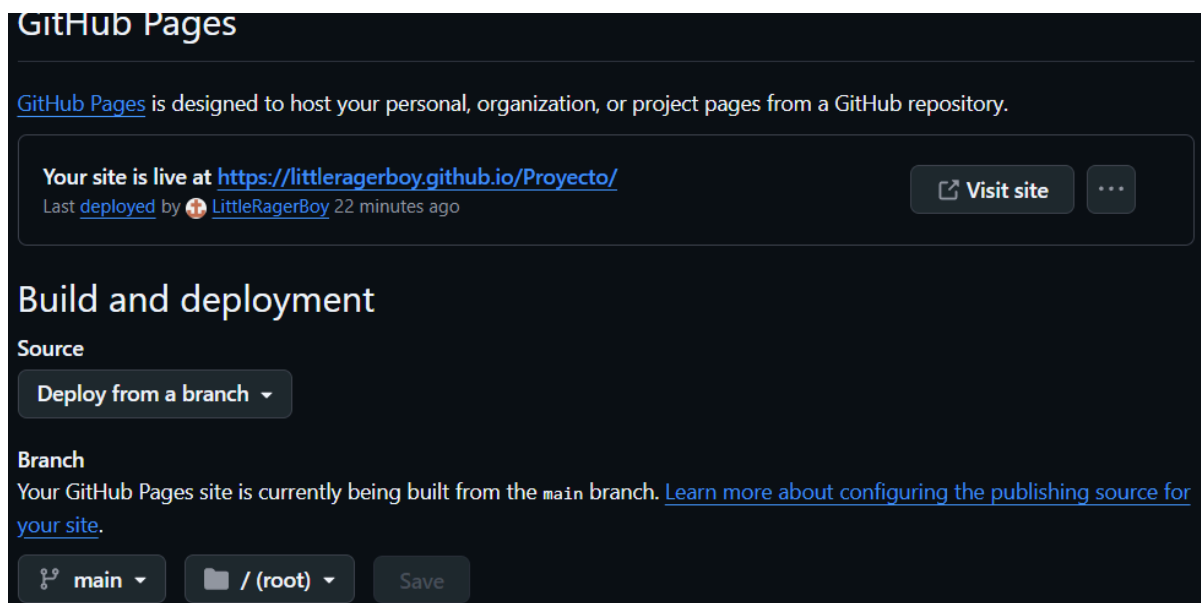 GitHub Pages
GitHub Pages is designed to host your personal, organization, or project pages from a GitHub repository.
Your site is live at https://littleragerboy.github.io/Proyecto/
Last deployed by LittleRagerBoy 22 minutes ago
Visit site
Build and deployment
Source
Deploy from a branch
Branch
Your GitHub Pages site is currently being built from the main branch. Learn more about configuring the publishing source for
your site.
main
/ (root)
Save